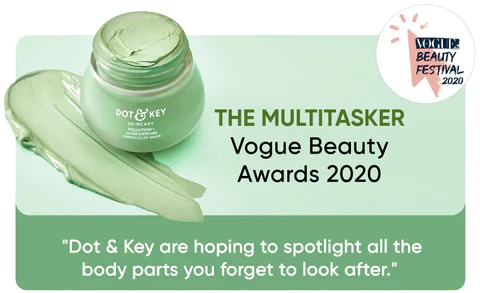 VOGUE
BEAUTY
FESTIVAL
2020
DOT & KEY
SKINCARE
POLLUTION +
ACNE DEFENSE
GREEN CLAY MASK
THE MULTITASKER
Vogue Beauty
Awards 2020
"Dot & Key are hoping to spotlight all the
body parts you forget to look after."